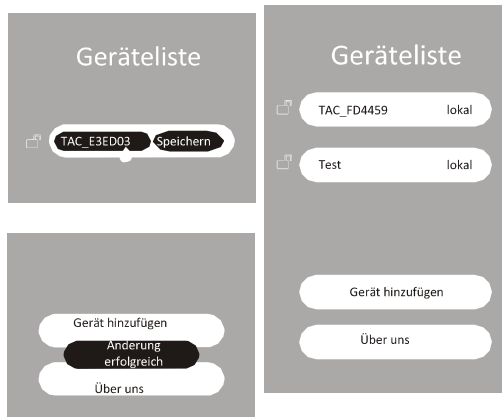 Geräteliste
TAC_E3ED03 Speichern
Gerät hinzufügen
Änderung
erfolgreich
Über uns
Geräteliste
TAC_FD4459 lokal
Test lokal
Gerät hinzufügen
Über uns